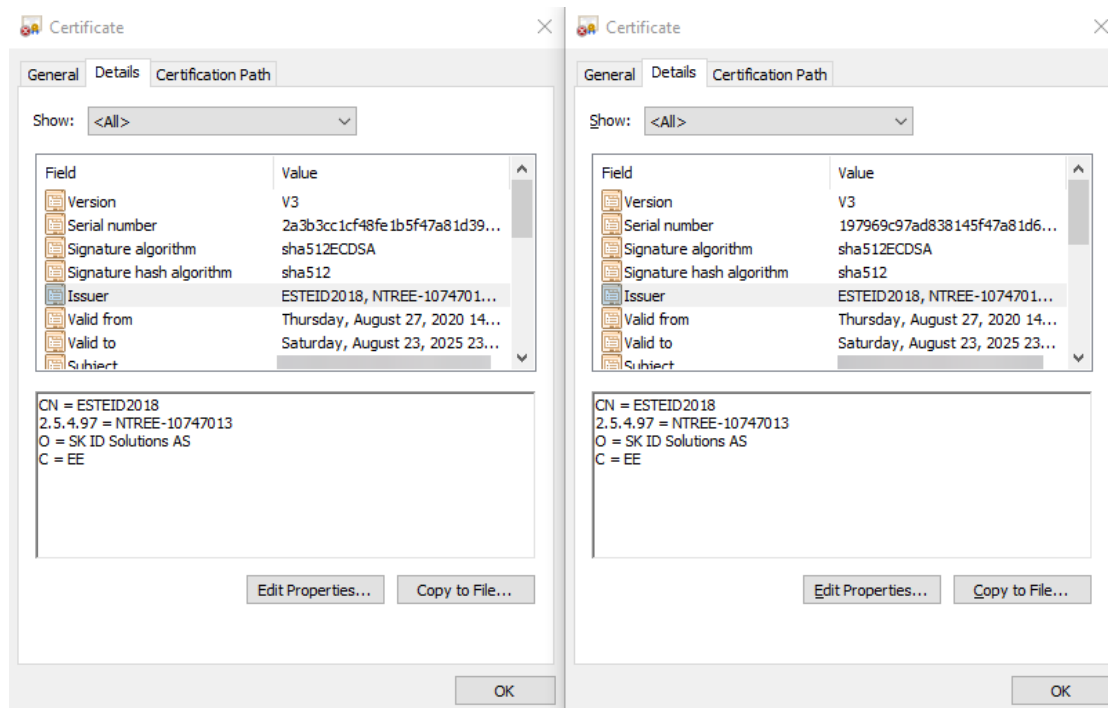 Certificate
General Details Certification Path
Show: <All>
Field Value
Version V3
Serial number 2a3b3cc1cf48fe1b5f47a81d39...
Signature algorithm sha512ECDSA
Signature hash algorithm sha512
Issuer ESTEID2018, NTREE-1074701...
Valid from Thursday, August 27, 2020 14...
Valid to Saturday, August 23, 2025 23...
Subject
CN = ESTEID2018
2.5.4.97 = NTREE-10747013
O = SK ID Solutions AS
C = EE
Edit Properties... Copy to File...
OK
Certificate
General Details Certification Path
Show: <All>
Field Value
Version V3
Serial number 197969c97ad838145f47a81d6...
Signature algorithm sha512ECDSA
Signature hash algorithm sha512
Issuer ESTEID2018, NTREE-1074701...
Valid from Thursday, August 27, 2020 14...
Valid to Saturday, August 23, 2025 23...
Subject
CN = ESTEID2018
2.5.4.97 = NTREE-10747013
O = SK ID Solutions AS
C = EE
Edit Properties... Copy to File...
OK